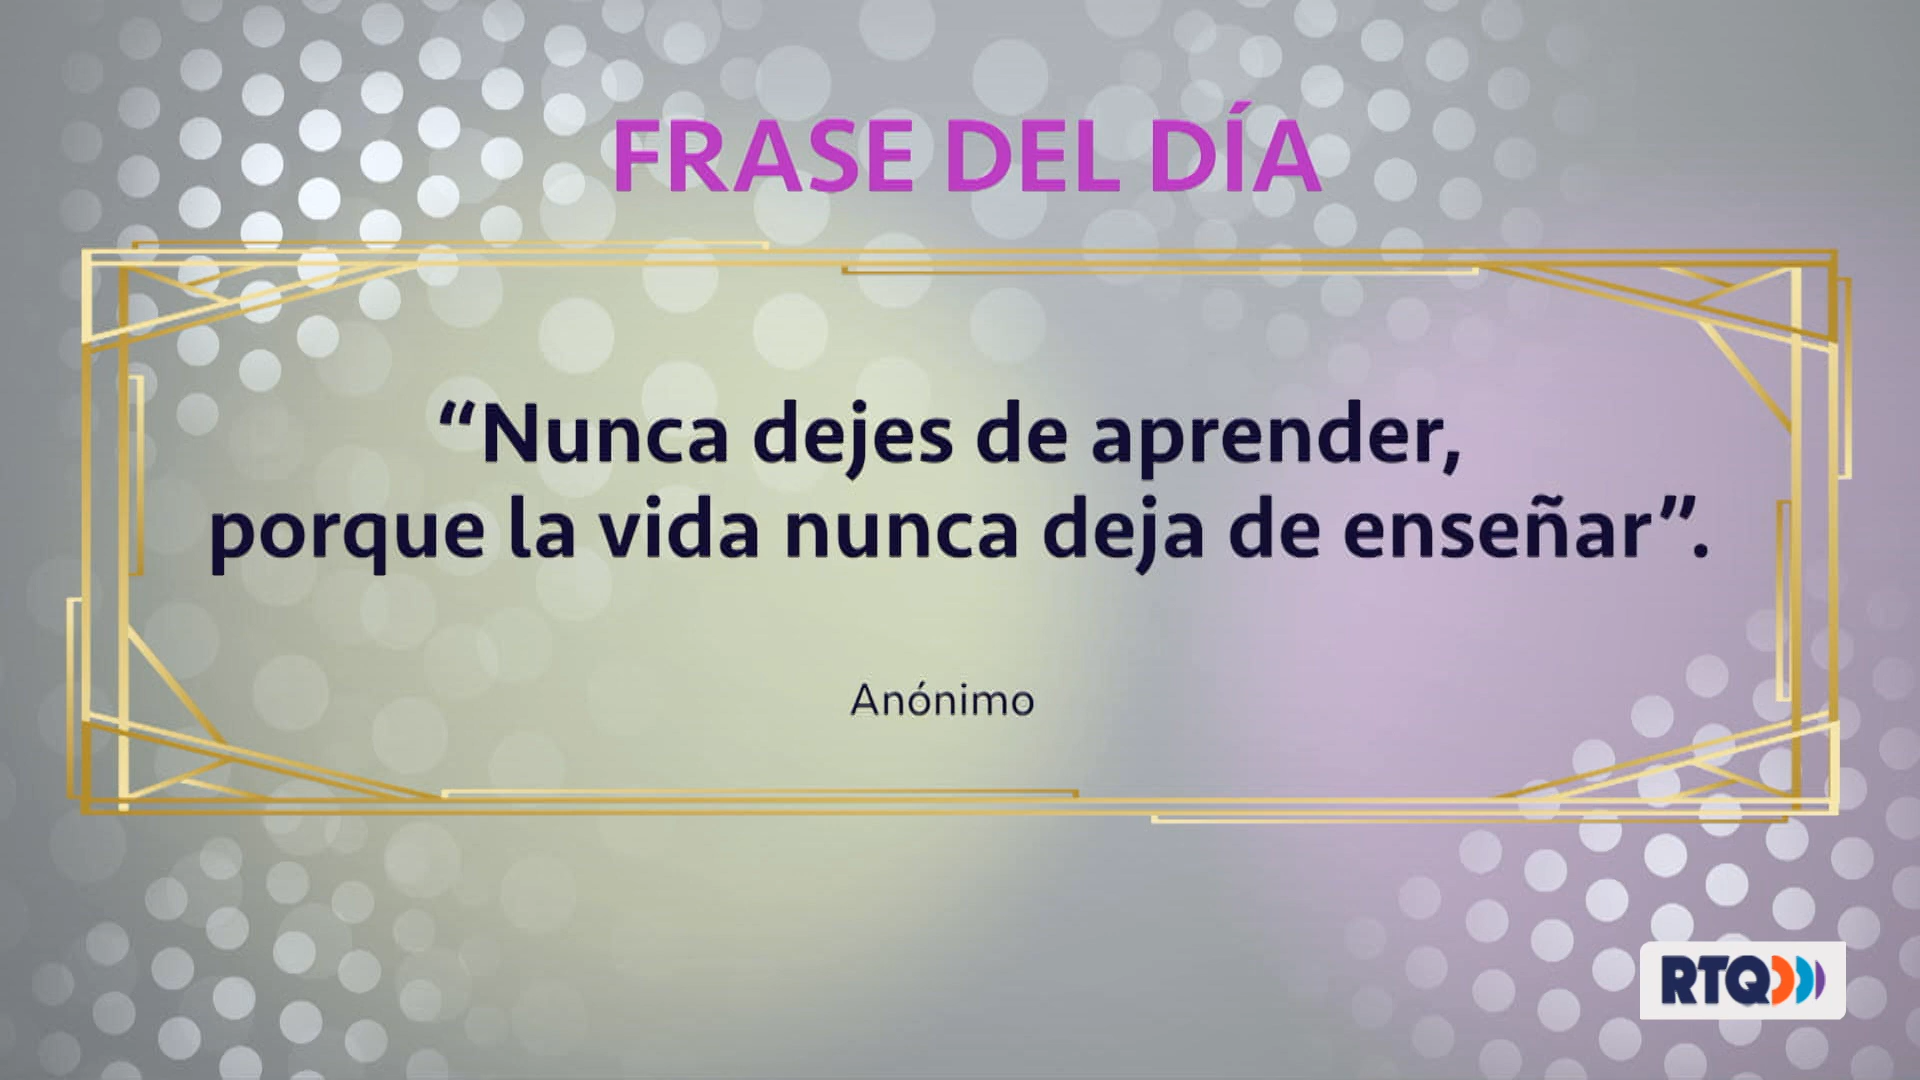 FRASE DEL DÍA
“Nunca dejes de aprender,
porque la vida nunca deja de enseñar”.
Anónimo
RTQ